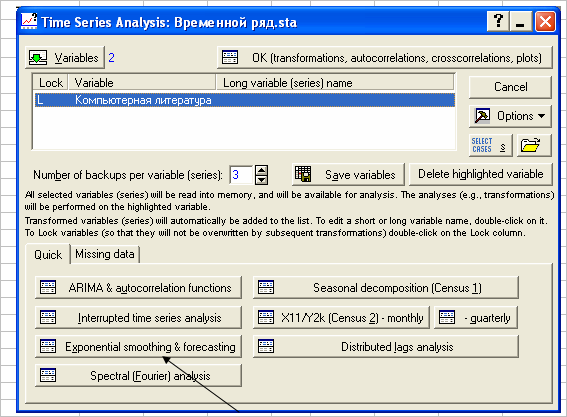 Time Series Analysis: Временной ряд.sta
Variables 2
OK (transformations, autocorrelations, crosscorrelations, plots)
Lock Variable Long variable (series) name
L Компьютерная литература
Cancel
Options
SELECT CASES S
Number of backups per variable (series): 3
Save variables
Delete highlighted variable
All selected variables (series) will be read into memory, and will be available for analysis. The analyses (e.g., transformations)
will be performed on the highlighted variable.
Transformed variables (series) will automatically be added to the list. To edit a short or long variable name, double-click on it.
To Lock variables (so that they will not be overwritten by subsequent transformations) double-click on the Lock column.
Quick Missing data
ARIMA & autocorrelation functions
Seasonal decomposition (Census 1)
Interrupted time series analysis
X11/Y2k (Census 2) - monthly
- quarterly
Exponential smoothing & forecasting
Distributed lags analysis
Spectral (Fourier) analysis